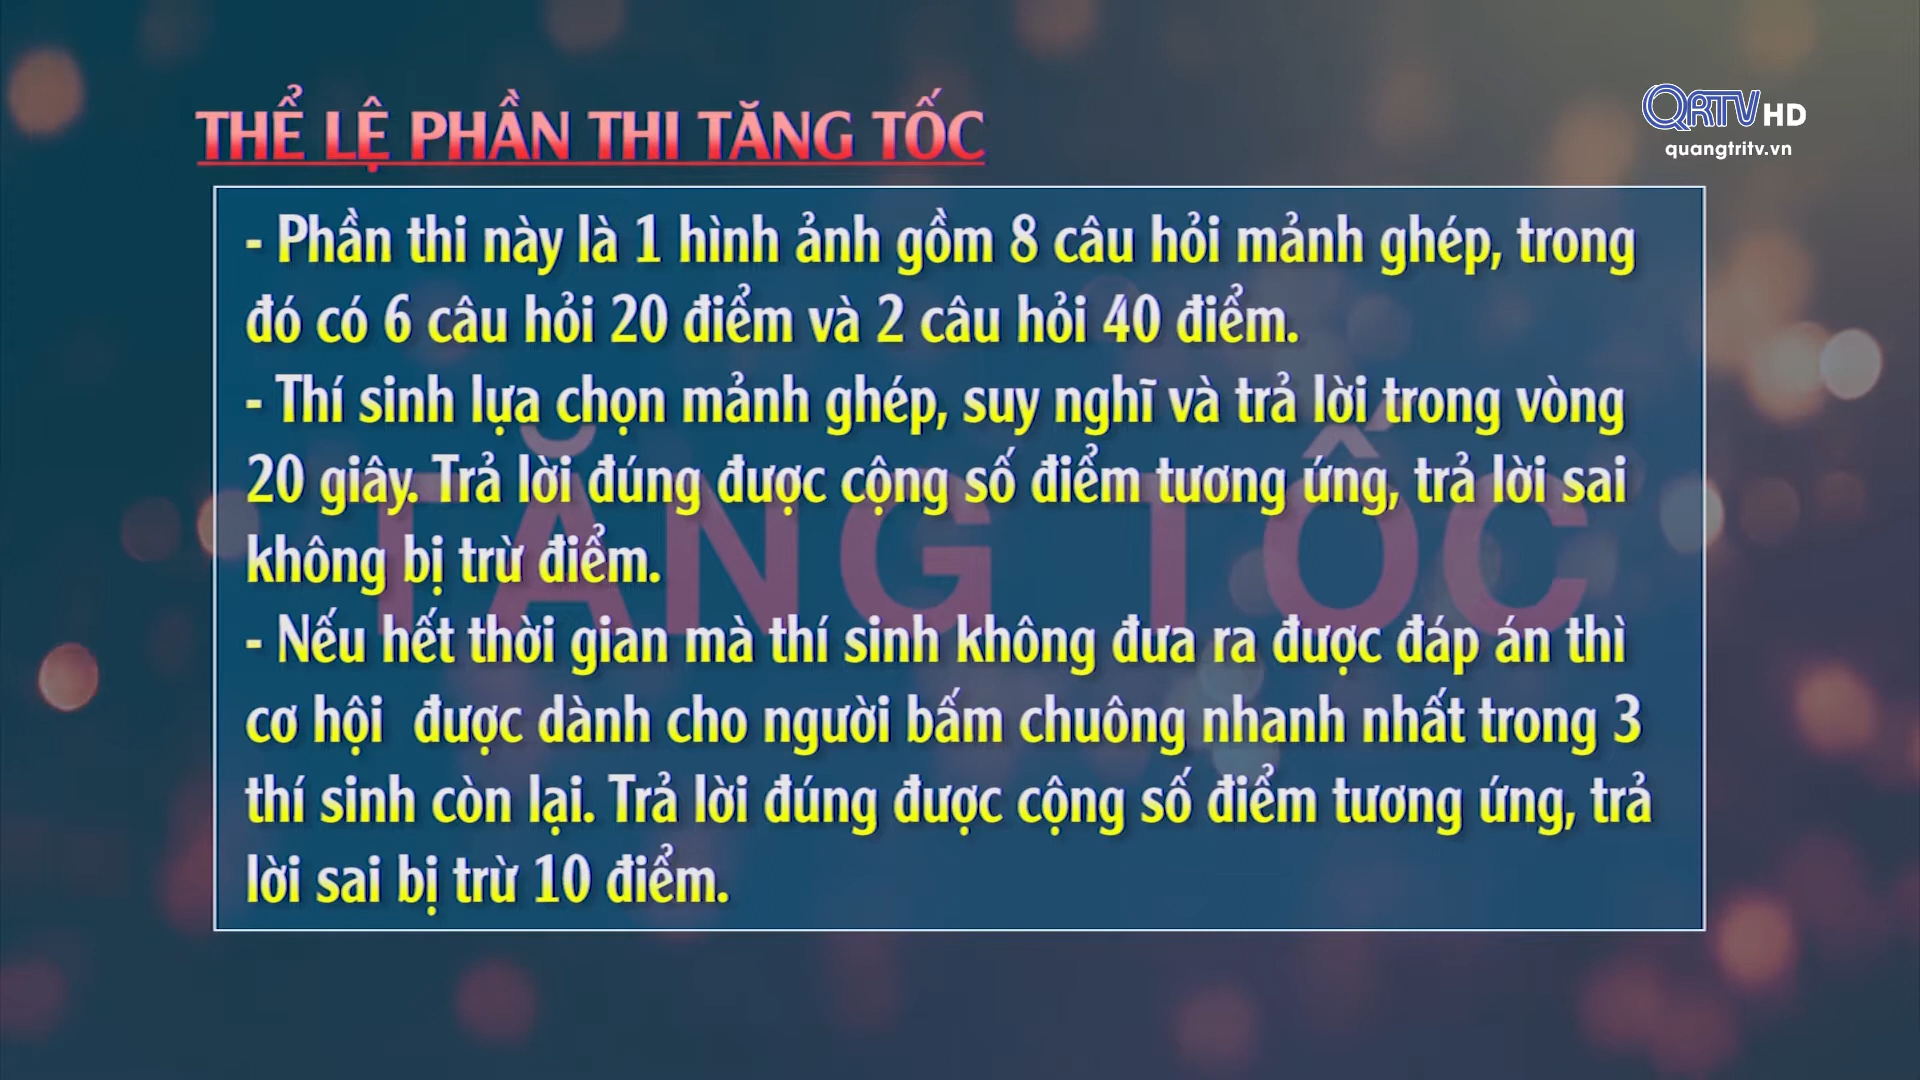 THỂ LỆ PHẦN THI TĂNG TỐC
QRTV HD
quangtritv.vn
- Phần thi này là 1 hình ảnh gồm 8 câu hỏi mảnh ghép, trong
đó có 6 câu hỏi 20 điểm và 2 câu hỏi 40 điểm.
- Thí sinh lựa chọn mảnh ghép, suy nghĩ và trả lời trong vòng
20 giây. Trả lời đúng được cộng số điểm tương ứng, trả lời sai
không bị trừ điểm.
- Nếu hết thời gian mà thí sinh không đưa ra được đáp án thì
cơ hội  được dành cho người bấm chuông nhanh nhất trong 3
thí sinh còn lại. Trả lời đúng được cộng số điểm tương ứng, trả
lời sai bị trừ 10 điểm.
TĂNG TỐC